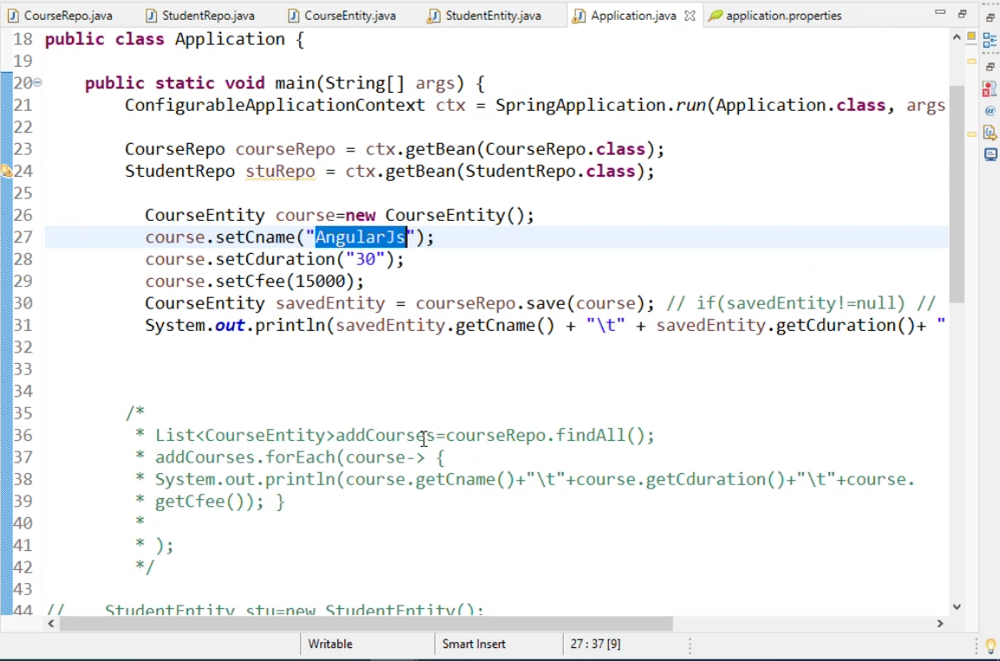 CourseRepo.java StudentRepo.java CourseEntity.java StudentEntity.java Application.java application.properties
18 public class Application {
19
20 public static void main(String[] args) {
21 ConfigurableApplicationContext ctx = SpringApplication.run(Application.class, args
22
23 CourseRepo courseRepo = ctx.getBean(CourseRepo.class);
24 StudentRepo stuRepo = ctx.getBean(StudentRepo.class);
25
26 CourseEntity course=new CourseEntity();
27 course.setCname("AngularJs");
28 course.setCduration("30");
29 course.setCfee(15000);
30 CourseEntity savedEntity = courseRepo.save(course); // if(savedEntity!=null) //
31 System.out.println(savedEntity.getCname() + "\t" + savedEntity.getCduration()+ "
32
33
34
35 /*
36 * List<CourseEntity>addCourses=courseRepo.findAll();
37 * addCourses.forEach(course-> {
38 * System.out.println(course.getCname()+"\t"+course.getCduration()+"\t"+course.
39 * getCfee()); }
40 *
41 * );
42 */
43
44 // StudentEntity stu=new StudentEntity();
Writable Smart Insert 27 : 37 [9]